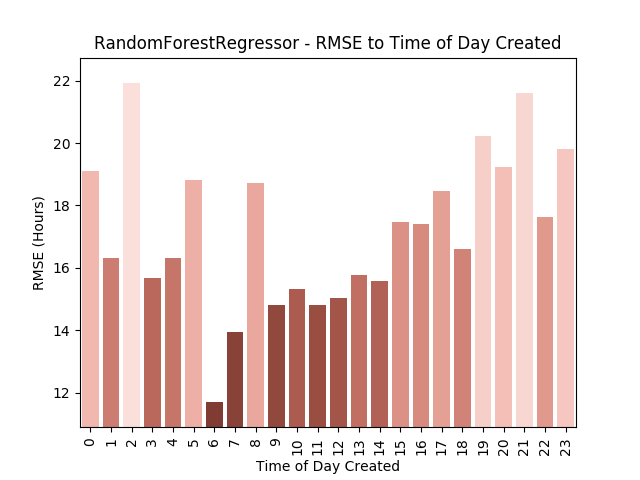 RandomForestRegressor - RMSE to Time of Day Created
22
20
18
16
14
12
RMSE (Hours)
0 1 2 3 4 5 6 7 8 9 10 11 12 13 14 15 16 17 18 19 20 21 22 23
Time of Day Created